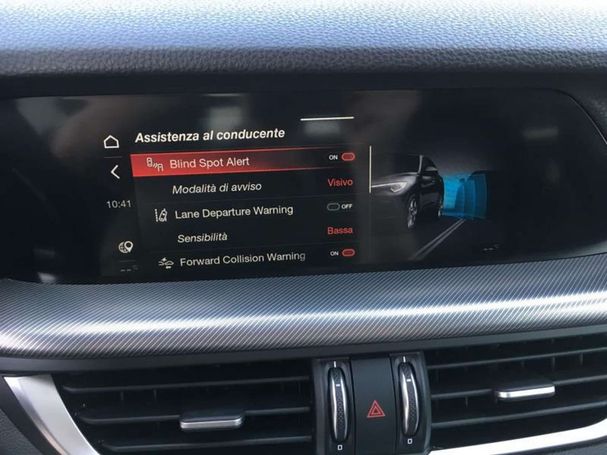 Assistenza al conducente
Blind Spot Alert ON
Modalità di avviso Visivo
10:41
Lane Departure Warning OFF
Sensibilità Bassa
Forward Collision Warning ON